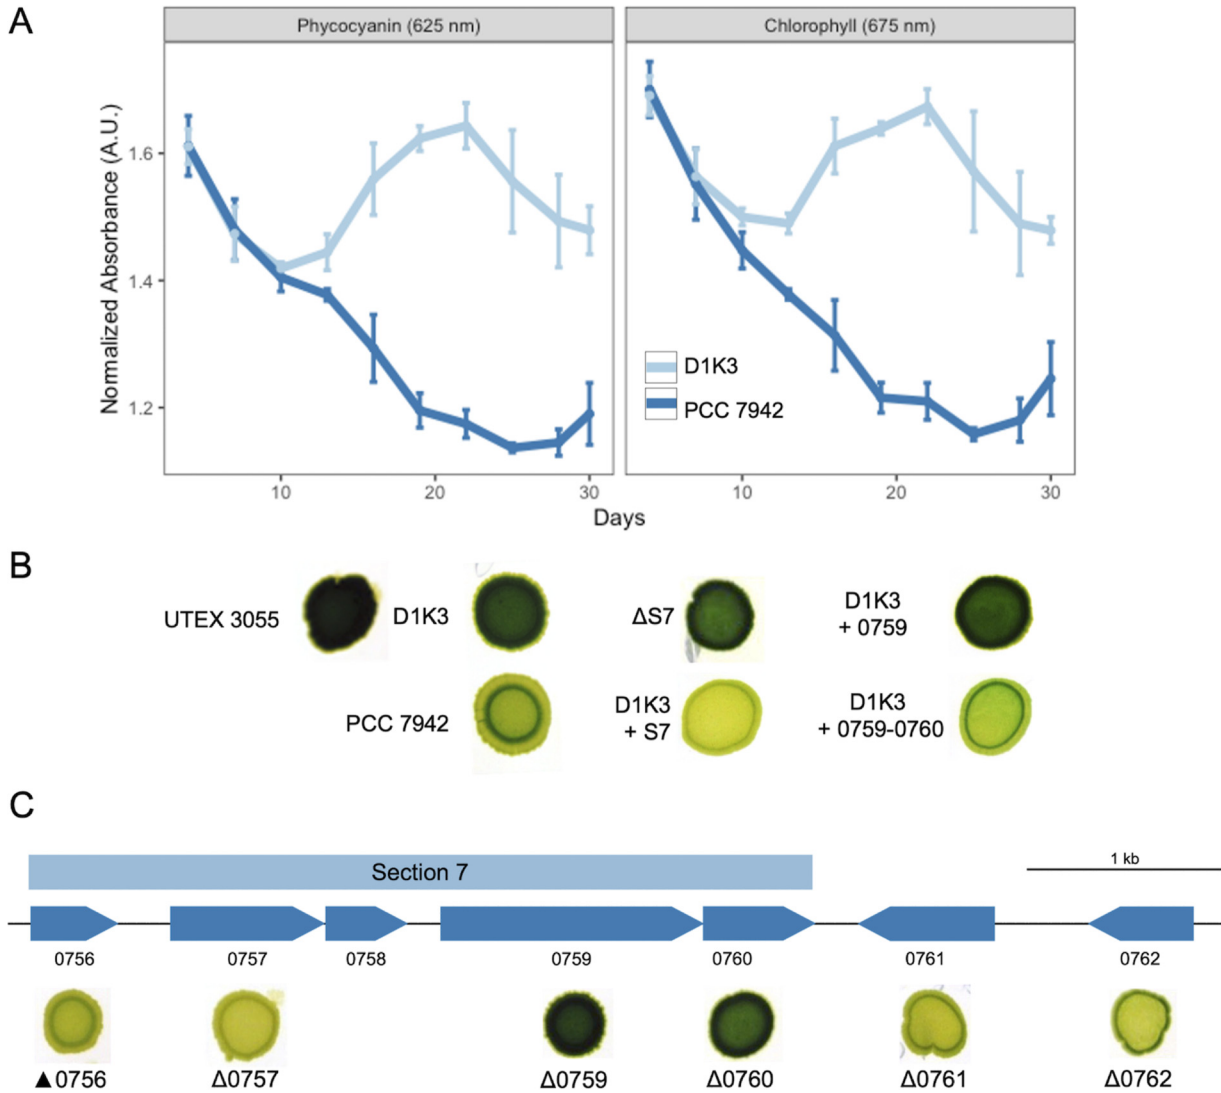 A
Phycocyanin (625 nm)
Chlorophyll (675 nm)
Normalized Absorbance (A.U.)
1.6
1.4
1.2
D1K3
PCC 7942
10
20
30
10
20
30
Days
B
UTEX 3055
D1K3
ΔS7
D1K3
+ 0759
PCC 7942
D1K3
+ S7
D1K3
+ 0759-0760
C
Section 7
1 kb
0756
0757
0758
0759
0760
0761
0762
▲0756
Δ0757
Δ0759
Δ0760
Δ0761
Δ0762